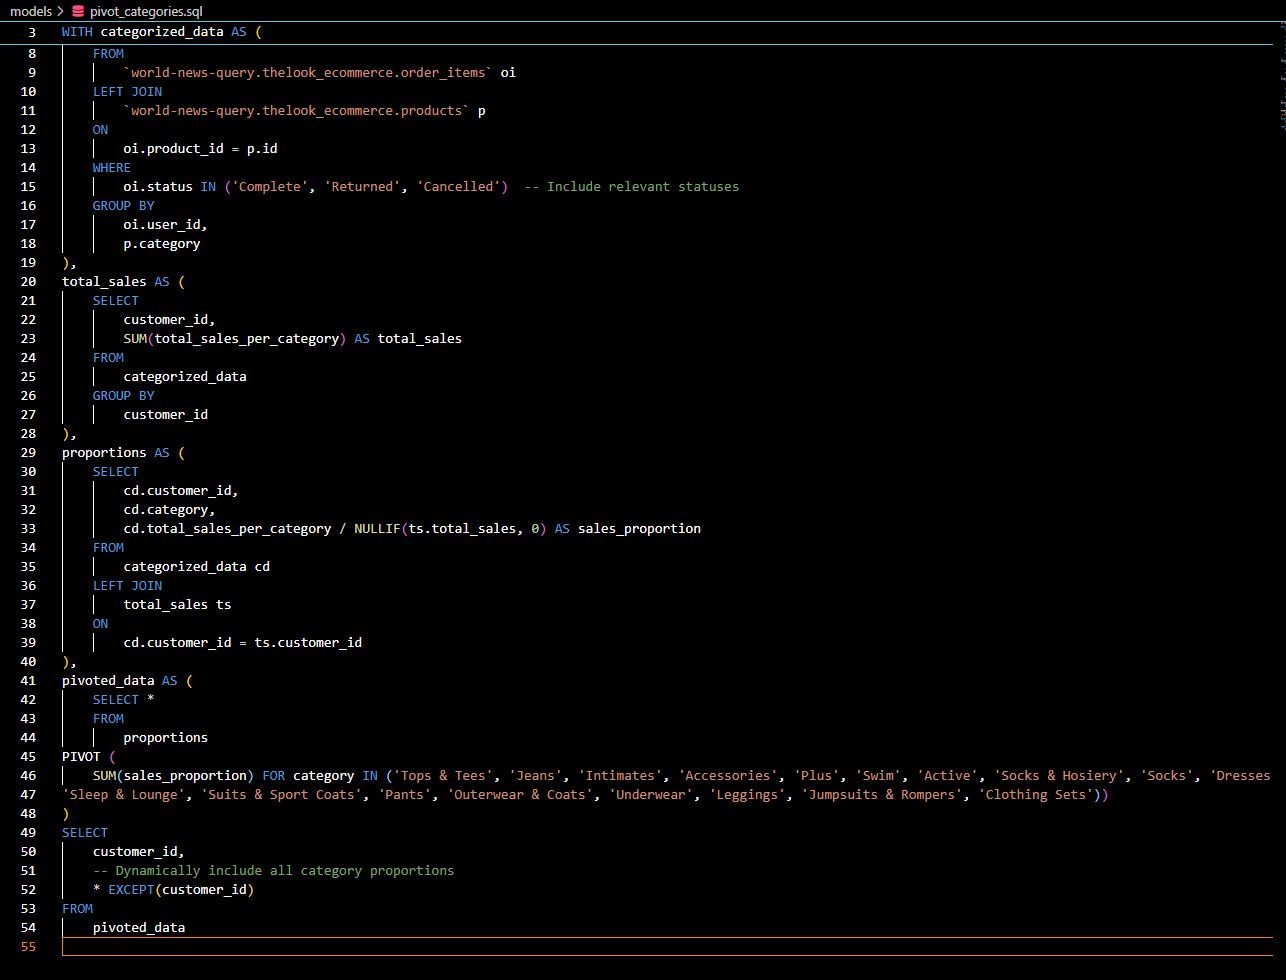 models > pivot_categories.sql
3 WITH categorized_data AS (
8 FROM
9 `world-news-query.thelook_ecommerce.order_items` oi
10 LEFT JOIN
11 `world-news-query.thelook_ecommerce.products` p
12 ON
13 oi.product_id = p.id
14 WHERE
15 oi.status IN ('Complete', 'Returned', 'Cancelled')  -- Include relevant statuses
16 GROUP BY
17 oi.user_id,
18 p.category
19 ),
20 total_sales AS (
21 SELECT
22 customer_id,
23 SUM(total_sales_per_category) AS total_sales
24 FROM
25 categorized_data
26 GROUP BY
27 customer_id
28 ),
29 proportions AS (
30 SELECT
31 cd.customer_id,
32 cd.category,
33 cd.total_sales_per_category / NULLIF(ts.total_sales, 0) AS sales_proportion
34 FROM
35 categorized_data cd
36 LEFT JOIN
37 total_sales ts
38 ON
39 cd.customer_id = ts.customer_id
40 ),
41 pivoted_data AS (
42 SELECT *
43 FROM
44 proportions
45 PIVOT (
46 SUM(sales_proportion) FOR category IN ('Tops & Tees', 'Jeans', 'Intimates', 'Accessories', 'Plus', 'Swim', 'Active', 'Socks & Hosiery', 'Socks', 'Dresses
47 'Sleep & Lounge', 'Suits & Sport Coats', 'Pants', 'Outerwear & Coats', 'Underwear', 'Leggings', 'Jumpsuits & Rompers', 'Clothing Sets'))
48 )
49 SELECT
50 customer_id,
51 -- Dynamically include all category proportions
52 * EXCEPT(customer_id)
53 FROM
54 pivoted_data
55